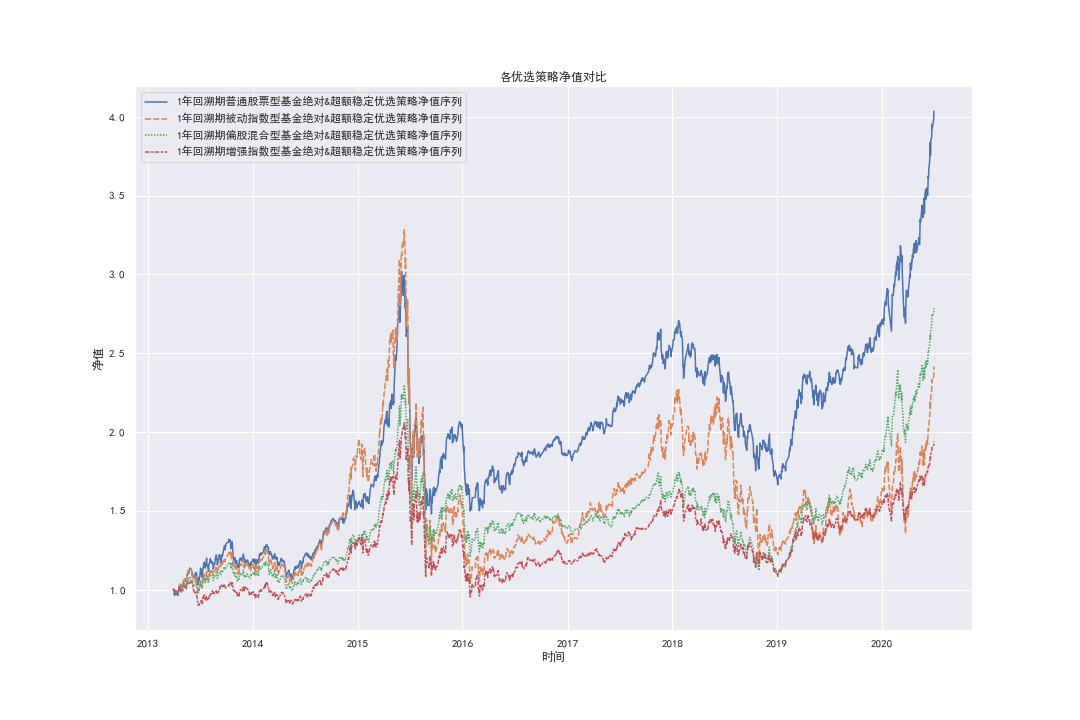 各优选策略净值对比
1年回溯期普通股票型基金绝对&超额稳定优选策略净值序列
1年回溯期被动指数型基金绝对&超额稳定优选策略净值序列
1年回溯期偏股混合型基金绝对&超额稳定优选策略净值序列
1年回溯期增强指数型基金绝对&超额稳定优选策略净值序列
4.0
3.5
3.0
2.5
2.0
1.5
1.0
净值
2013 2014 2015 2016 2017 2018 2019 2020
时间